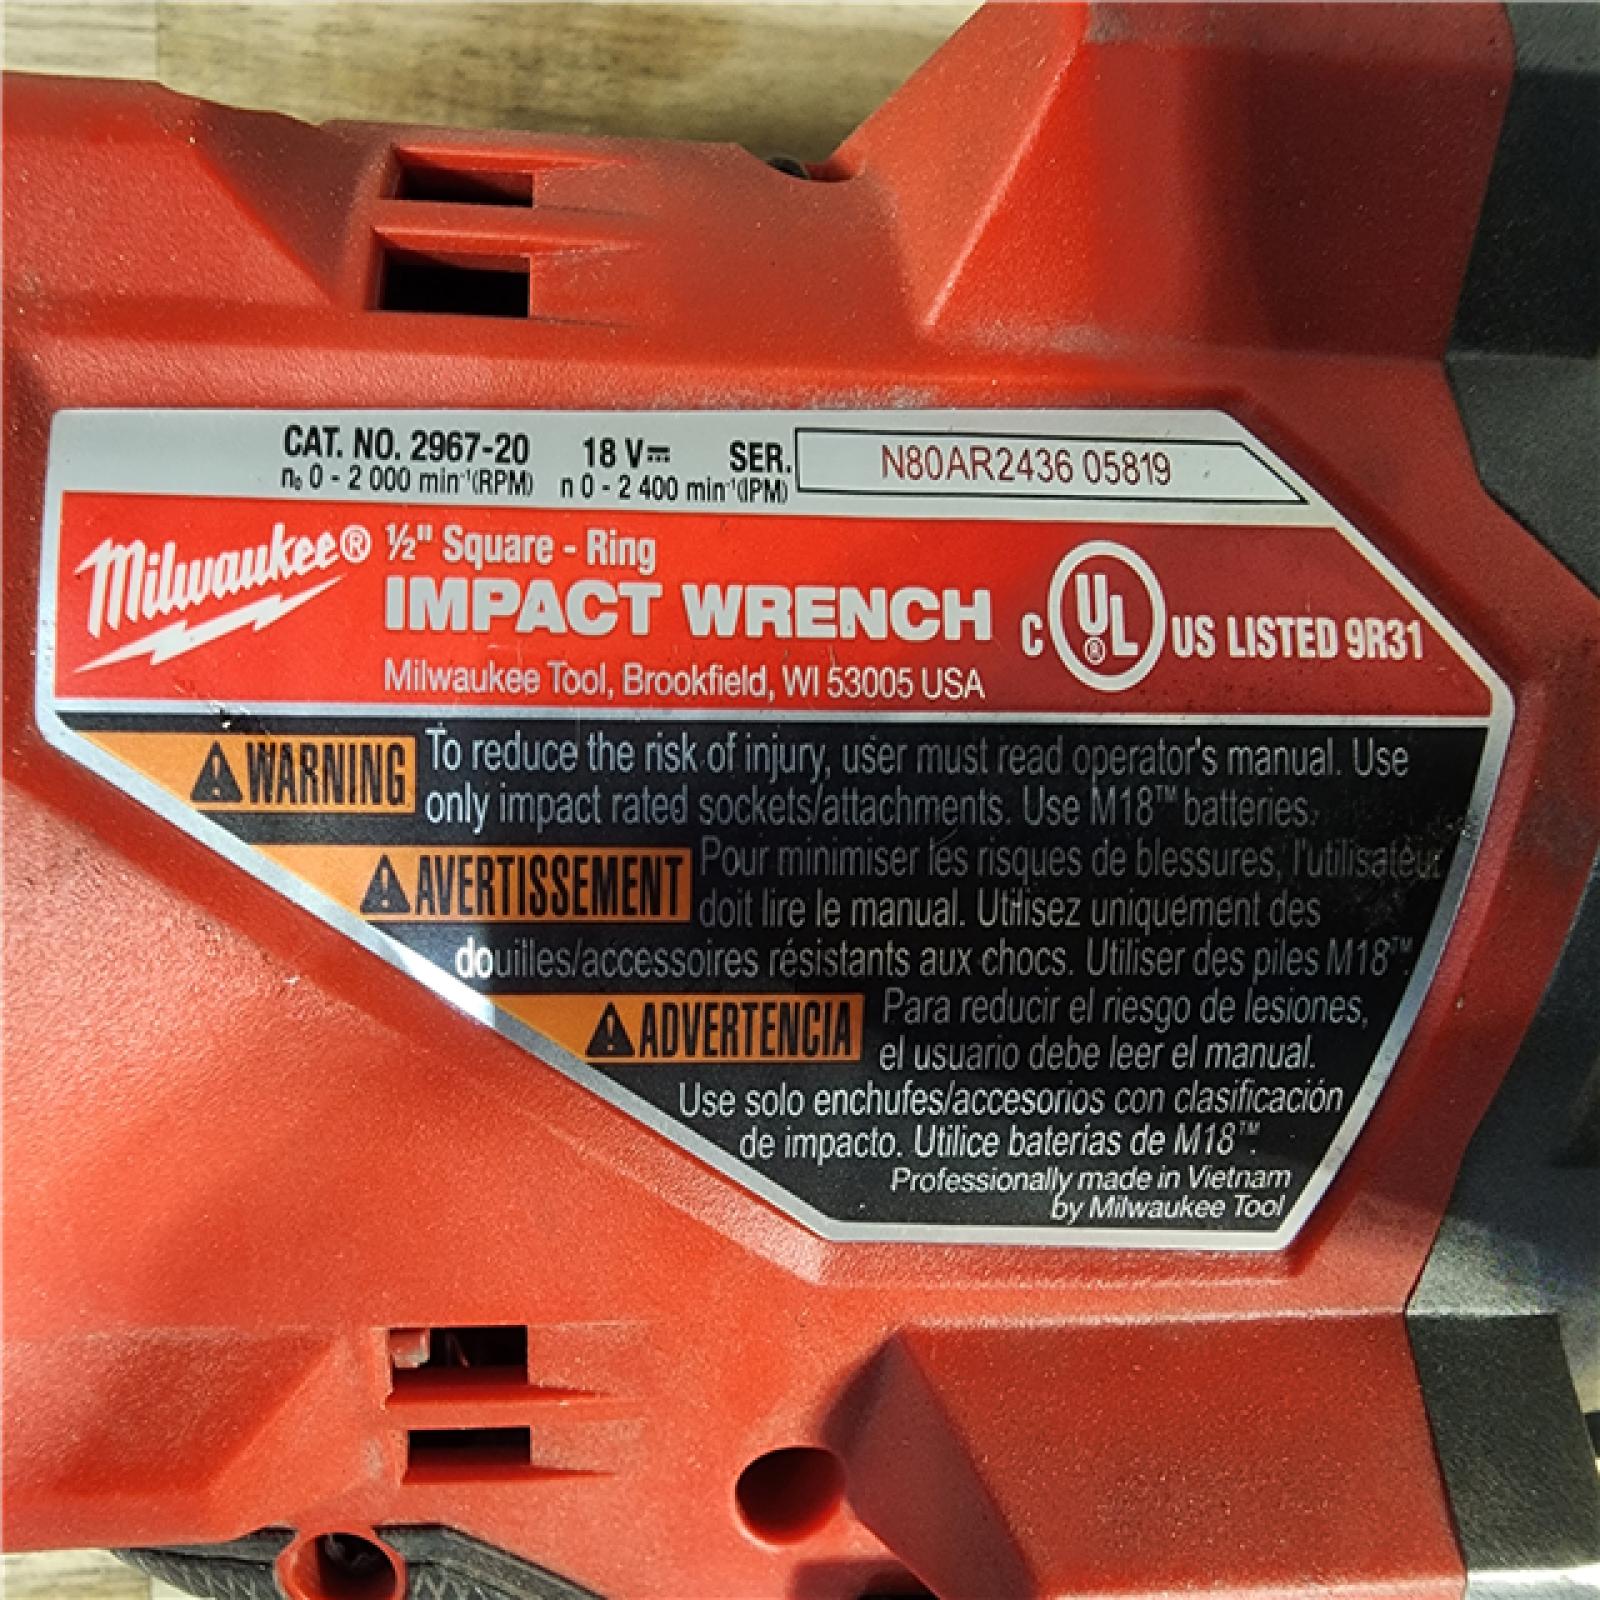 CAT. NO. 2967-20 18 V⎓ SER. N80AR2436 05819
n₀ 0 - 2 000 min⁻¹(RPM) n 0 - 2 400 min⁻¹(IPM)
Milwaukee® ½" Square - Ring
IMPACT WRENCH
Milwaukee Tool, Brookfield, WI 53005 USA
C UL® US LISTED 9R31
⚠WARNING To reduce the risk of injury, user must read operator's manual. Use
only impact rated sockets/attachments. Use M18™ batteries.
⚠AVERTISSEMENT Pour minimiser les risques de blessures, l'utilisateur
doit lire le manual. Utilisez uniquement des
douilles/accessoires résistants aux chocs. Utiliser des piles M18™.
⚠ADVERTENCIA Para reducir el riesgo de lesiones,
el usuario debe leer el manual.
Use solo enchufes/accesorios con clasificación
de impacto. Utilice baterías de M18™.
Professionally made in Vietnam
by Milwaukee Tool